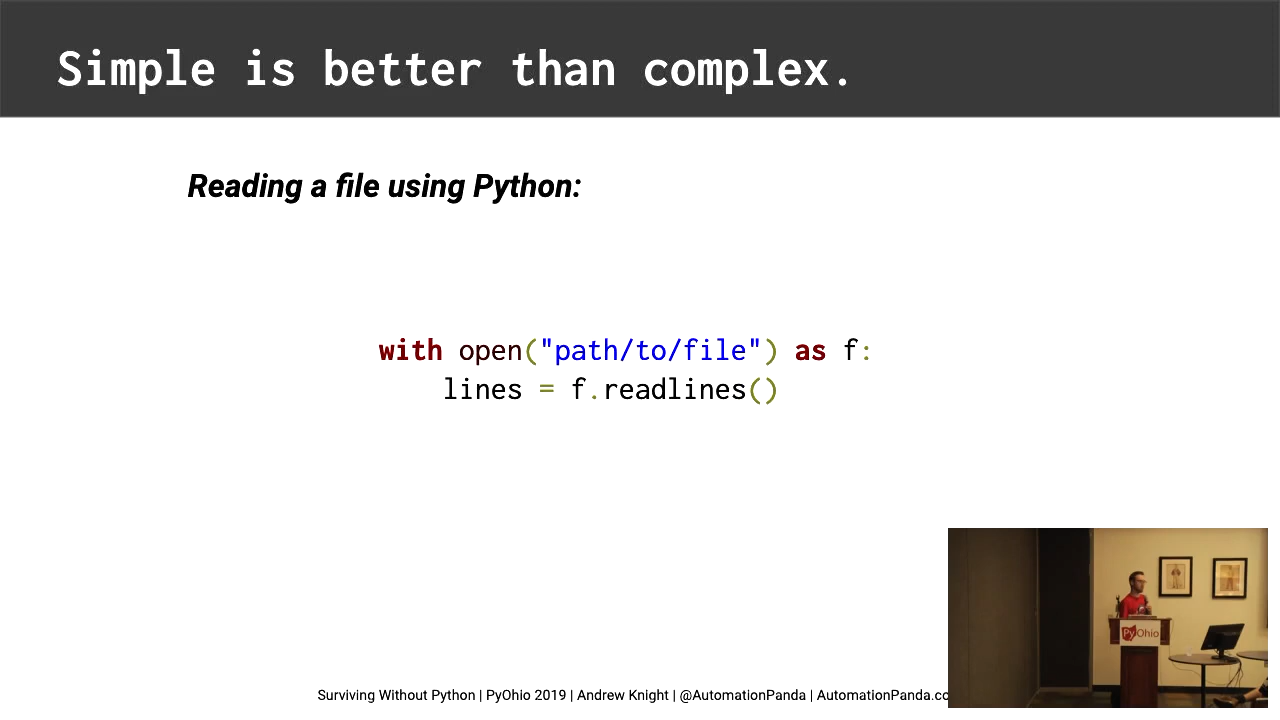 Simple is better than complex.
Reading a file using Python:
with open("path/to/file") as f:
    lines = f.readlines()
PyOhio
Surviving Without Python | PyOhio 2019 | Andrew Knight | @AutomationPanda | AutomationPanda.co